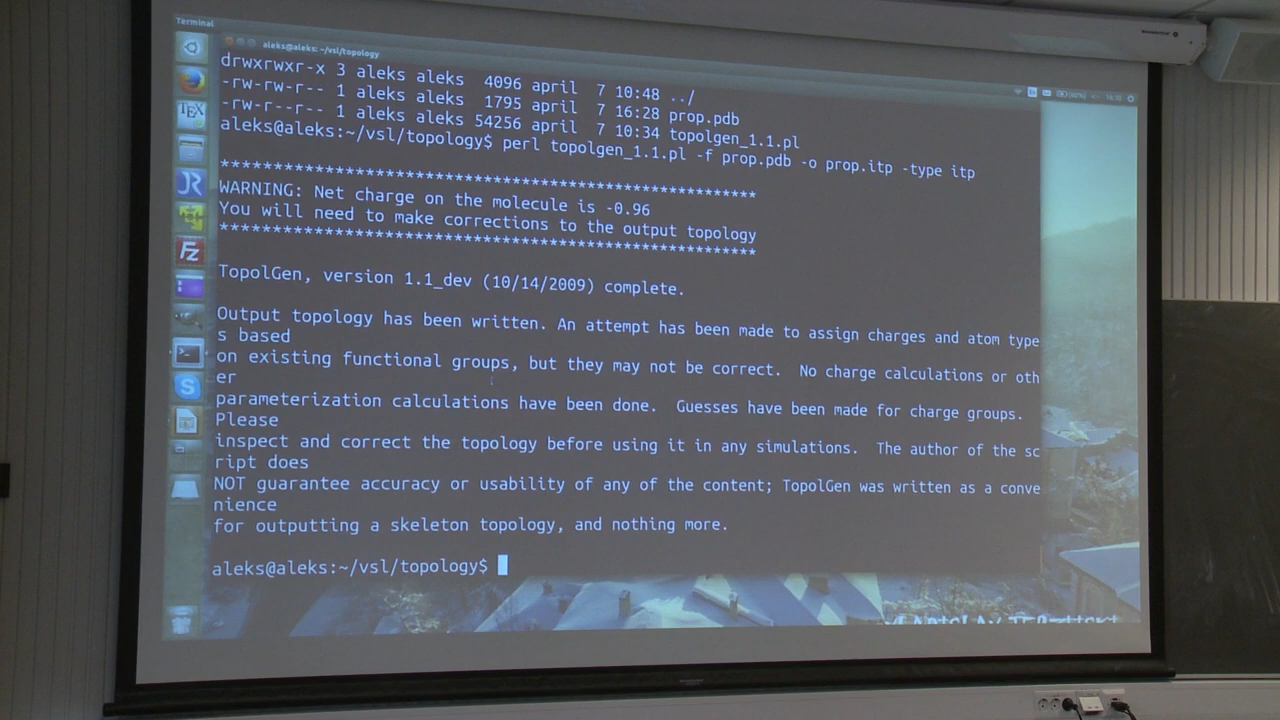 Terminal
aleks@aleks: ~/vsl/topology
drwxrwxr-x 3 aleks aleks  4096 april  7 10:48 ../
-rw-rw-r-- 1 aleks aleks  1795 april  7 16:28 prop.pdb
-rw-r--r-- 1 aleks aleks 54256 april  7 10:34 topolgen_1.1.pl
aleks@aleks:~/vsl/topology$ perl topolgen_1.1.pl -f prop.pdb -o prop.itp -type itp
**************************************************************
WARNING: Net charge on the molecule is -0.96
You will need to make corrections to the output topology
**************************************************************
TopolGen, version 1.1_dev (10/14/2009) complete.
Output topology has been written. An attempt has been made to assign charges and atom type
s based
on existing functional groups, but they may not be correct.  No charge calculations or oth
er
parameterization calculations have been done.  Guesses have been made for charge groups.
Please
inspect and correct the topology before using it in any simulations.  The author of the sc
ript does
NOT guarantee accuracy or usability of any of the content; TopolGen was written as a conve
nience
for outputting a skeleton topology, and nothing more.
aleks@aleks:~/vsl/topology$